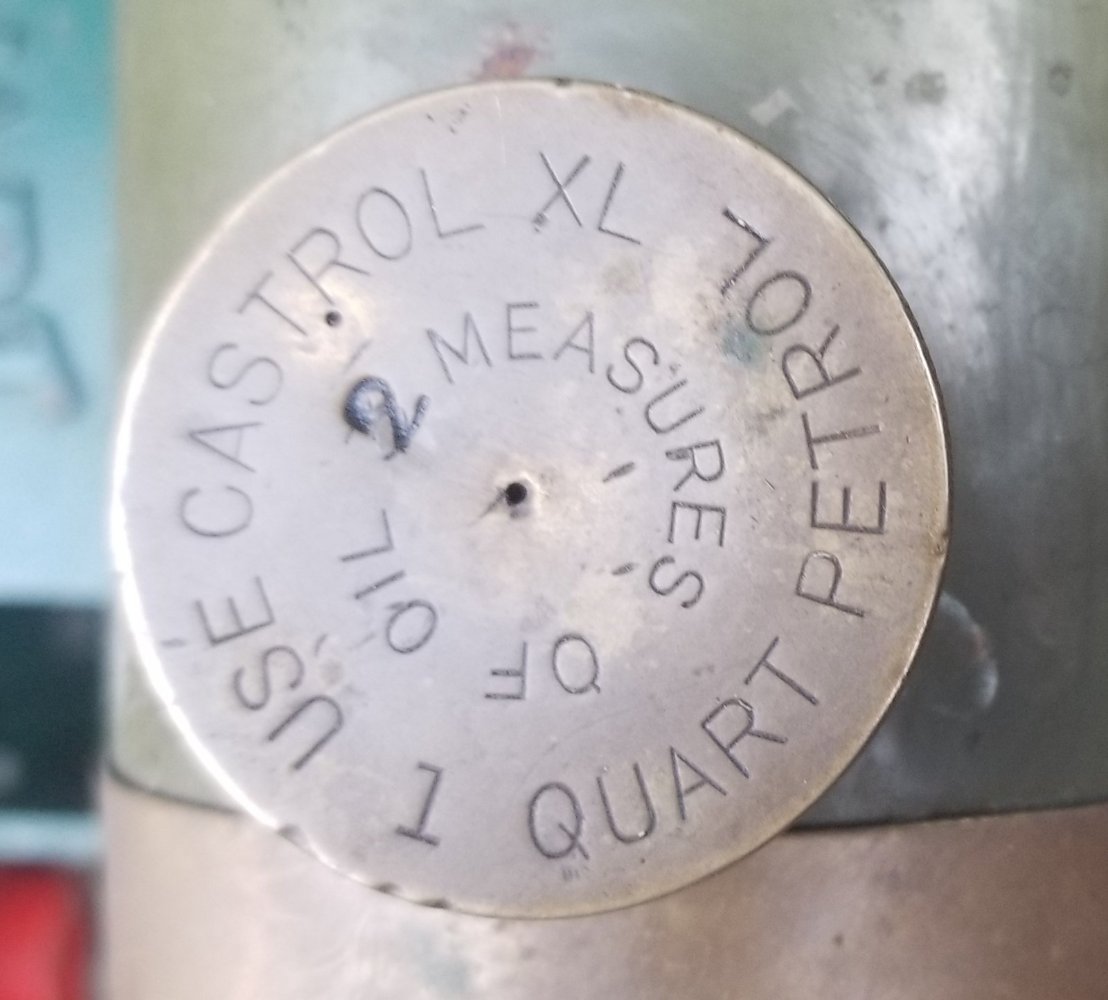 USE CASTROL XL
2 MEASURES OF OIL
1 QUART PETROL